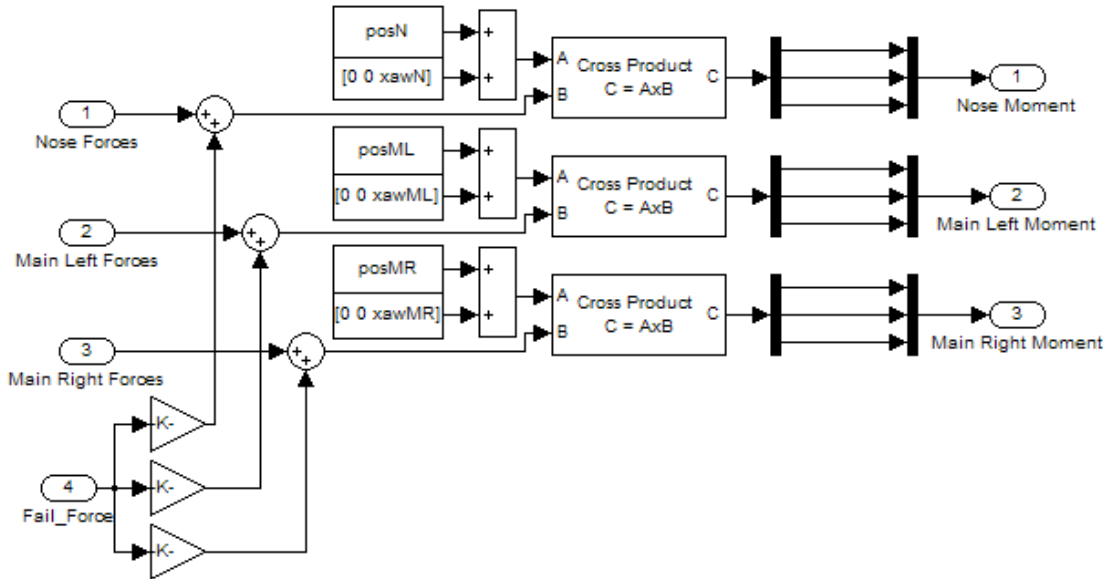 posN
+
[0 0 xawN]
+
A
Cross Product
C = AxB
C
B
1
Nose Moment
1
Nose Forces
+
+
posML
+
[0 0 xawML]
+
A
Cross Product
C = AxB
C
B
2
Main Left Moment
2
Main Left Forces
+
+
posMR
+
[0 0 xawMR]
+
A
Cross Product
C = AxB
C
B
3
Main Right Moment
3
Main Right Forces
+
+
-K-
4
Fail_Force
-K-
-K-